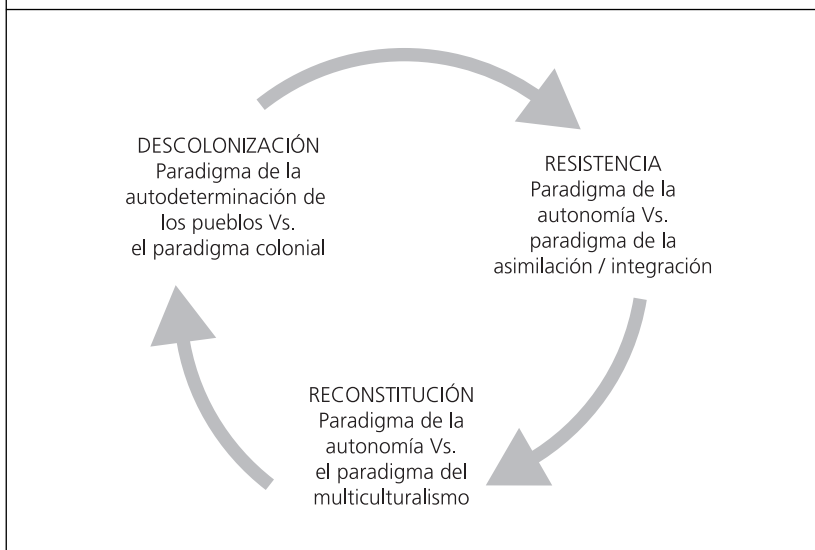 DESCOLONIZACIÓN
Paradigma de la
autodeterminación de
los pueblos Vs.
el paradigma colonial
RESISTENCIA
Paradigma de la
autonomía Vs.
paradigma de la
asimilación / integración
RECONSTITUCIÓN
Paradigma de la
autonomía Vs.
el paradigma del
multiculturalismo